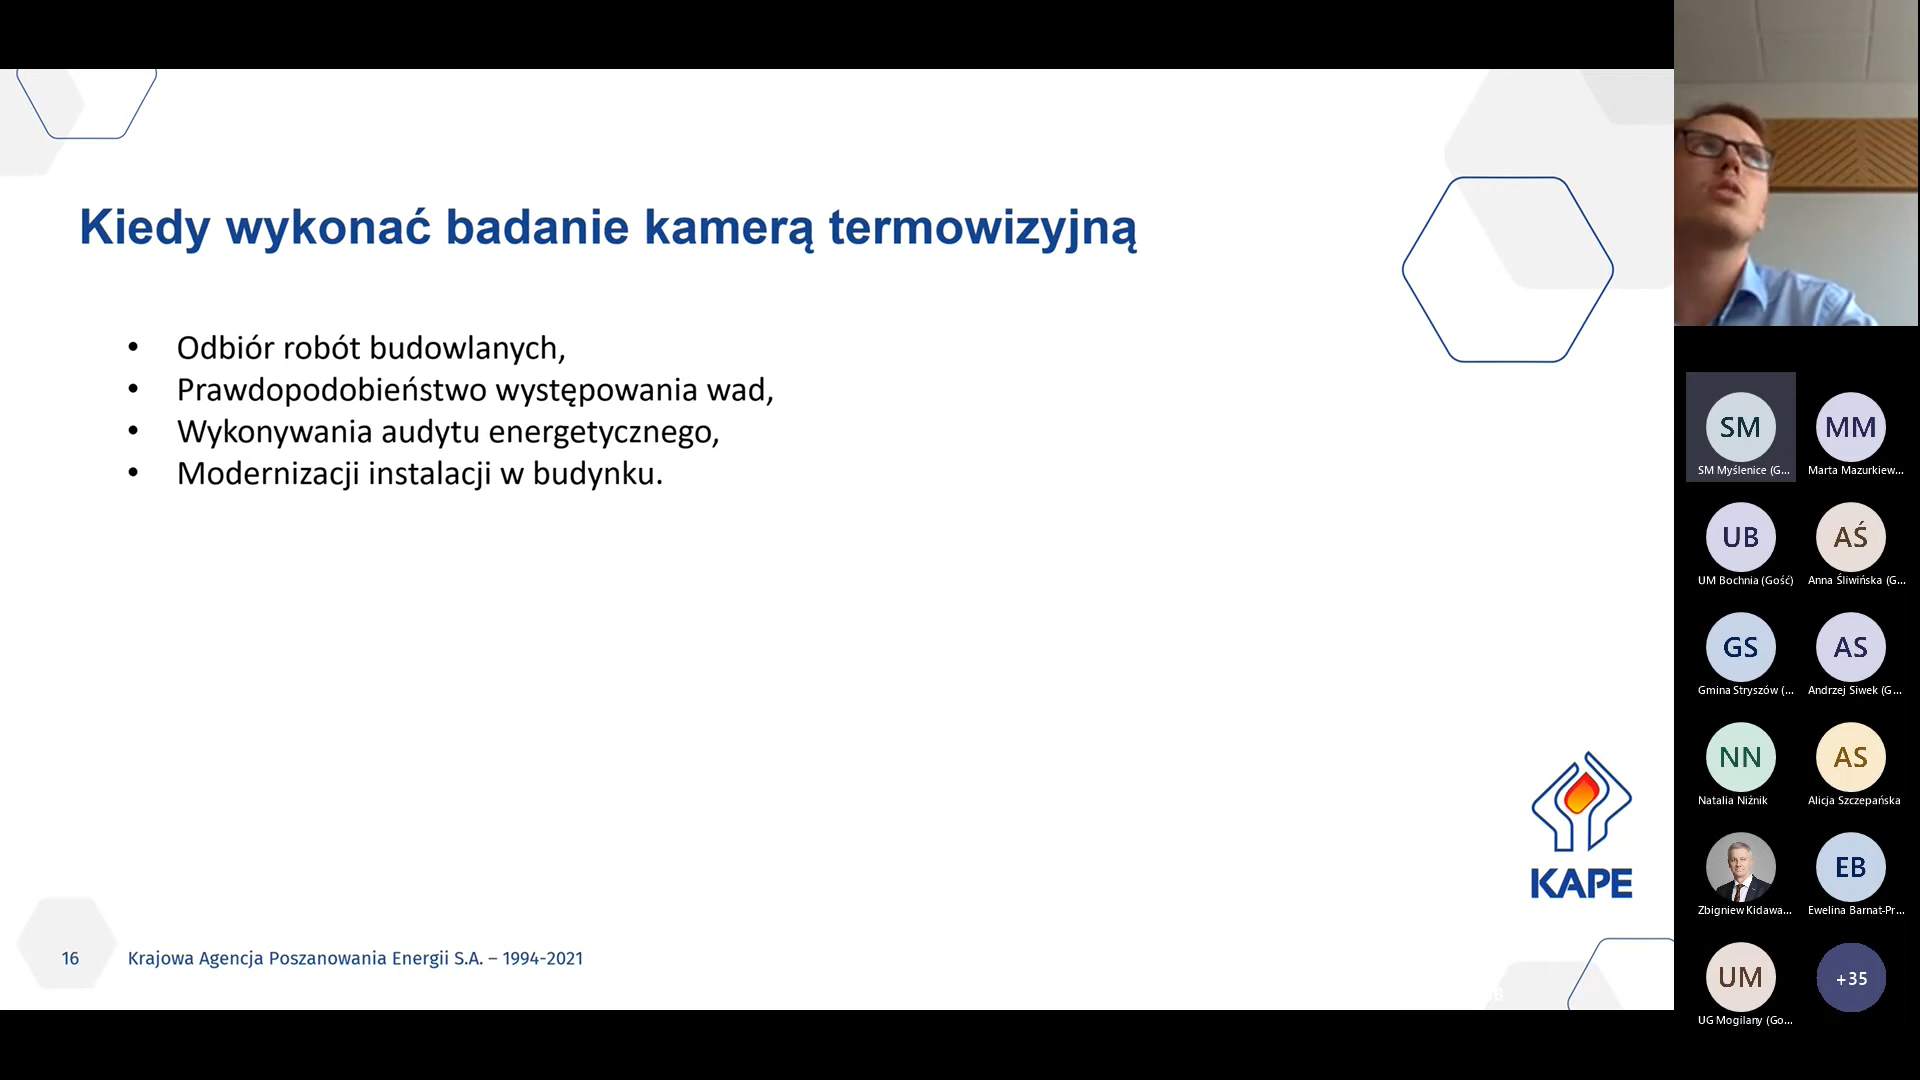 Kiedy wykonać badanie kamerą termowizyjną
• Odbiór robót budowlanych,
• Prawdopodobieństwo występowania wad,
• Wykonywania audytu energetycznego,
• Modernizacji instalacji w budynku.
KAPE
16 Krajowa Agencja Poszanowania Energii S.A. – 1994-2021
SM MM
SM Myślenice (G... Marta Mazurkiew...
UB AŚ
UM Bochnia (Gość) Anna Śliwińska (G...
GS AS
Gmina Stryszów (... Andrzej Siwek (G...
NN AS
Natalia Niżnik Alicja Szczepańska
EB
Zbigniew Kidawa... Ewelina Barnat-Pr...
UM +35
UG Mogilany (Go...